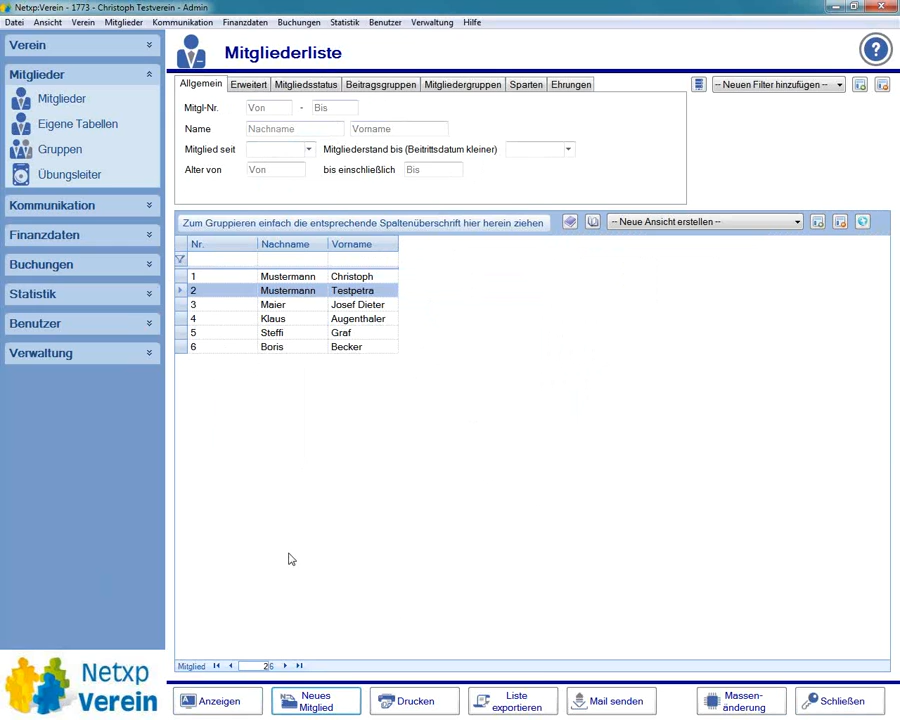 Netxp:Verein - 1773 - Christoph Testverein - Admin
Datei Ansicht Verein Mitglieder Kommunikation Finanzdaten Buchungen Statistik Benutzer Verwaltung Hilfe
Verein
Mitglieder
Mitglieder
Eigene Tabellen
Gruppen
Übungsleiter
Kommunikation
Finanzdaten
Buchungen
Statistik
Benutzer
Verwaltung
Netxp
Verein
Mitgliederliste
?
Allgemein Erweitert Mitgliedsstatus Beitragsgruppen Mitgliedergruppen Sparten Ehrungen
-- Neuen Filter hinzufügen --
Mitgl-Nr. Von - Bis
Name Nachname Vorname
Mitglied seit Mitgliederstand bis (Beitrittsdatum kleiner)
Alter von Von bis einschließlich Bis
Zum Gruppieren einfach die entsprechende Spaltenüberschrift hier herein ziehen
-- Neue Ansicht erstellen --
Nr. Nachname Vorname
1 Mustermann Christoph
2 Mustermann Testpetra
3 Maier Josef Dieter
4 Klaus Augenthaler
5 Steffi Graf
6 Boris Becker
Mitglied 2/6
Anzeigen
Neues
Mitglied
Drucken
Liste
exportieren
Mail senden
Massen-
änderung
Schließen